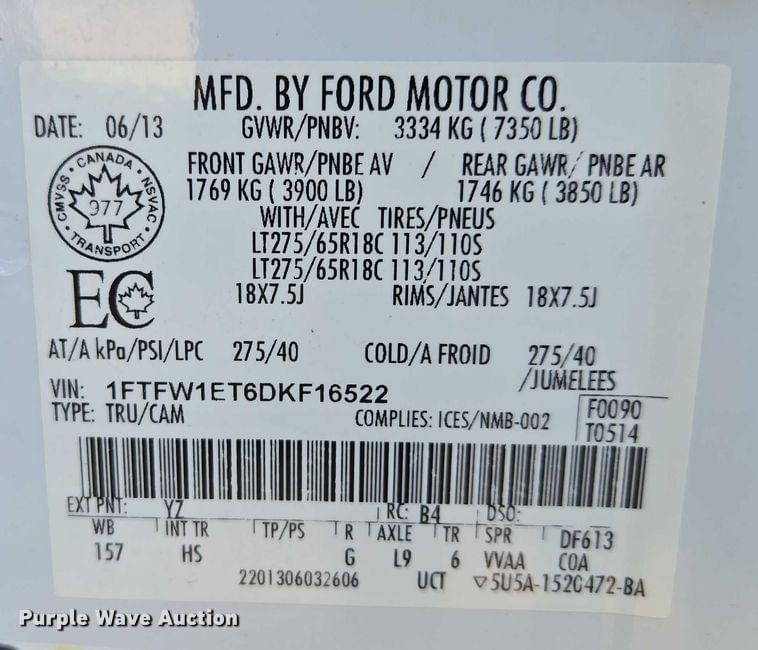 MFD. BY FORD MOTOR CO.
DATE: 06/13 GVWR/PNBV: 3334 KG ( 7350 LB)
FRONT GAWR/PNBE AV / REAR GAWR/ PNBE AR
1769 KG ( 3900 LB) 1746 KG ( 3850 LB)
WITH/AVEC TIRES/PNEUS
LT275/65R18C 113/110S
LT275/65R18C 113/110S
18X7.5J RIMS/JANTES 18X7.5J
CANADA
CMVSS NSVAC
977
TRANSPORT
EC
AT/A kPa/PSI/LPC 275/40 COLD/A FROID 275/40
/JUMELEES
VIN: 1FTFW1ET6DKF16522
TYPE: TRU/CAM COMPLIES: ICES/NMB-002
F0090
T0514
EXT PNT: YZ RC: B4 DSO:
WB INT TR TP/PS R AXLE TR SPR DF613
157 HS G L9 6 VVAA COA
2201306032606 UCT ▽5U5A-1520472-BA
Purple Wave Auction